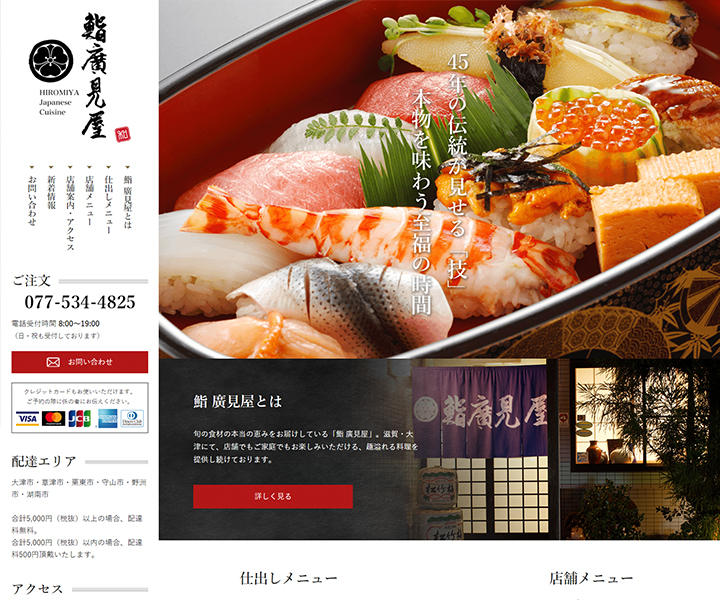 鮨廣見屋
HIROMIYA
Japanese
Cuisine
鮨 廣見屋とは
仕出しメニュー
店舗メニュー
店舗案内・アクセス
新着情報
お問い合わせ
ご注文
077-534-4825
電話受付時間 8:00〜19:00
（日・祝も受付しております）
お問い合わせ
クレジットカードもお使いいただけます。
ご予約の際に係の者にお伝えください。
VISA
MasterCard
JCB
AMERICAN EXPRESS
Diners Club
配達エリア
大津市・草津市・栗東市・守山市・野洲
市・湖南市
合計5,000円（税抜）以上の場合、配達
料無料。
合計5,000円（税抜）以内の場合、配達
料500円頂戴いたします。
アクセス
45年の伝統が見せる「技」
本物を味わう至福の時間
鮨 廣見屋とは
旬の食材の本当の恵みをお届けしている「鮨 廣見屋」。滋賀・大
津にて、店舗でもご家庭でもお楽しみいただける、趣溢れる料理を
提供し続けております。
詳しく見る
鮨廣見屋
松竹梅
仕出しメニュー
店舗メニュー